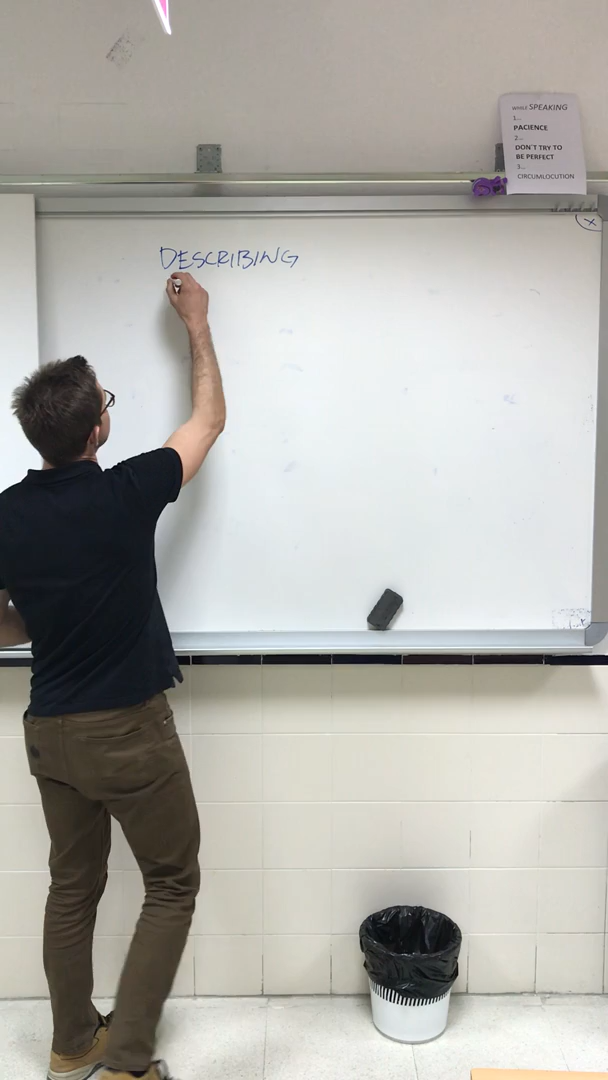 WHILE SPEAKING
1...
PACIENCE
2...
DON'T TRY TO
BE PERFECT
3...
CIRCUMLOCUTION
DESCRIBING